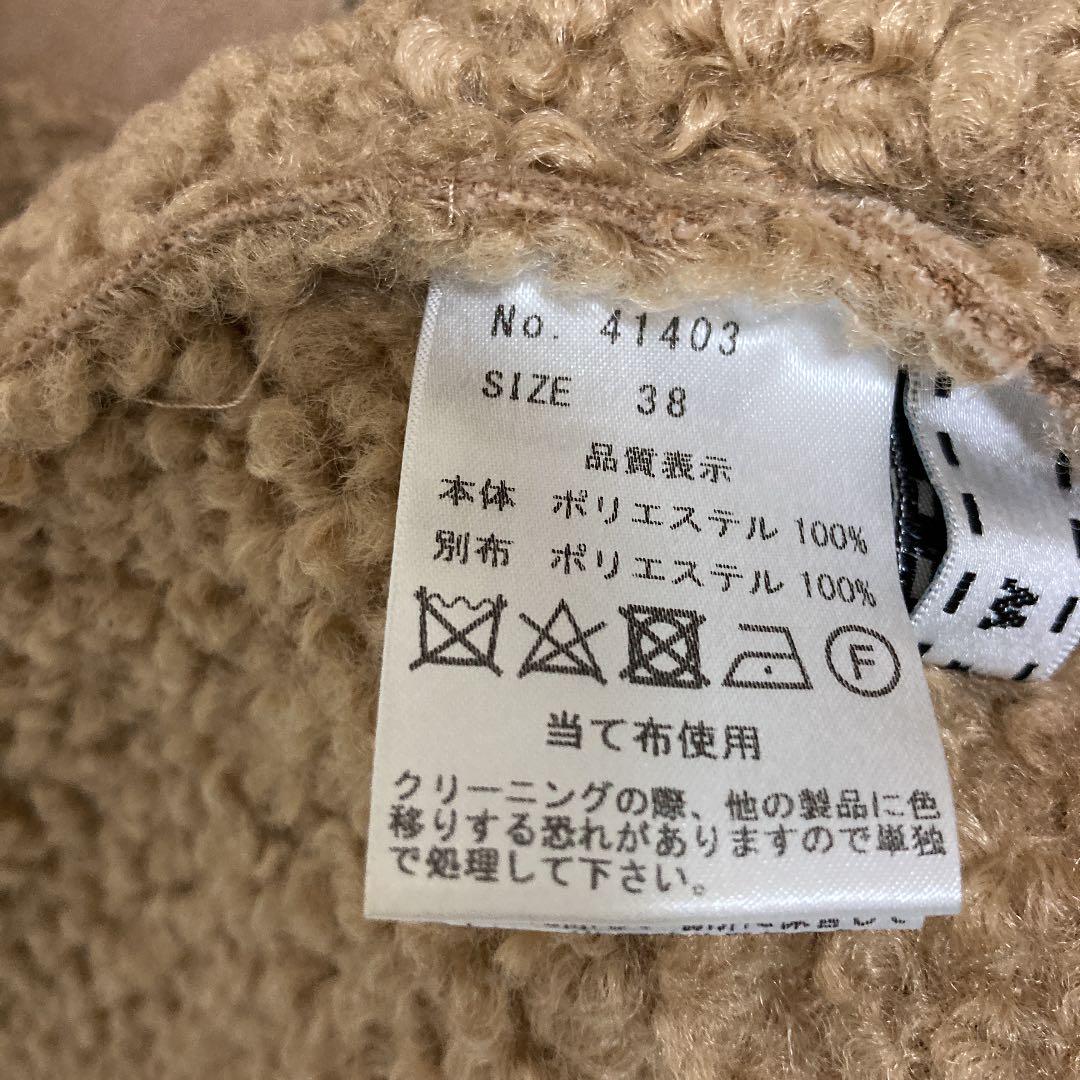 No. 41403
SIZE 38
品質表示
本体 ポリエステル 100%
別布 ポリエステル 100%
F
当て布使用
クリーニングの際、他の製品に色
移りする恐れがありますので単独
で処理して下さい。